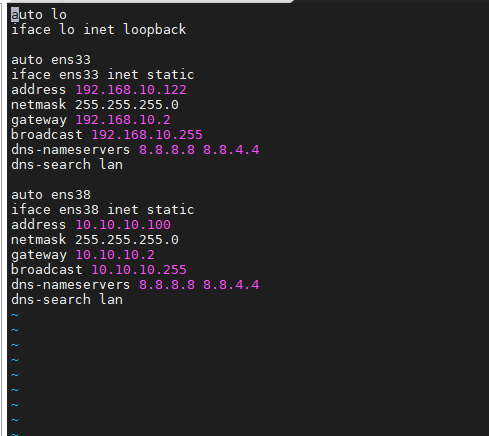 auto lo
iface lo inet loopback
auto ens33
iface ens33 inet static
address 192.168.10.122
netmask 255.255.255.0
gateway 192.168.10.2
broadcast 192.168.10.255
dns-nameservers 8.8.8.8 8.8.4.4
dns-search lan
auto ens38
iface ens38 inet static
address 10.10.10.100
netmask 255.255.255.0
gateway 10.10.10.2
broadcast 10.10.10.255
dns-nameservers 8.8.8.8 8.8.4.4
dns-search lan
~
~
~
~
~
~
~
~
~